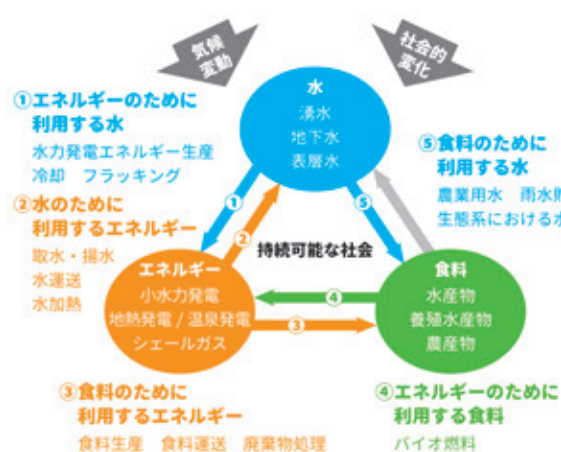 気候
変動
社会的
変化
水
湧水
地下水
表層水
①エネルギーのために
利用する水
水力発電エネルギー生産
冷却 フラッキング
②水のために
利用するエネルギー
取水・揚水
水運送
水加熱
⑤食料のために
利用する水
農業用水 雨水貯
生態系における水
①
②
⑤
持続可能な社会
エネルギー
小水力発電
地熱発電 / 温泉発電
シェールガス
④
③
食料
水産物
養殖水産物
農産物
③食料のために
利用するエネルギー
食料生産 食料運送 廃棄物処理
④エネルギーのために
利用する食料
バイオ燃料